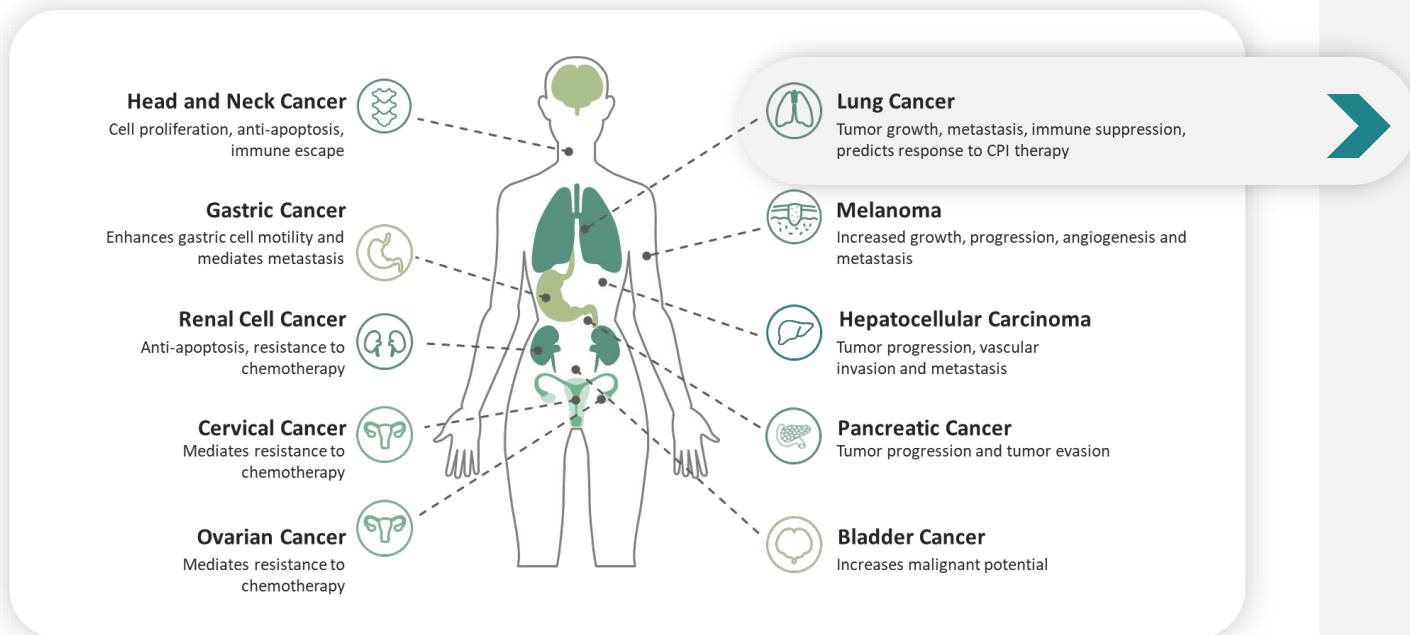 Head and Neck Cancer
Cell proliferation, anti-apoptosis,
immune escape
Gastric Cancer
Enhances gastric cell motility and
mediates metastasis
Renal Cell Cancer
Anti-apoptosis, resistance to
chemotherapy
Cervical Cancer
Mediates resistance to
chemotherapy
Ovarian Cancer
Mediates resistance to
chemotherapy
Lung Cancer
Tumor growth, metastasis, immune suppression,
predicts response to CPI therapy
Melanoma
Increased growth, progression, angiogenesis and
metastasis
Hepatocellular Carcinoma
Tumor progression, vascular
invasion and metastasis
Pancreatic Cancer
Tumor progression and tumor evasion
Bladder Cancer
Increases malignant potential